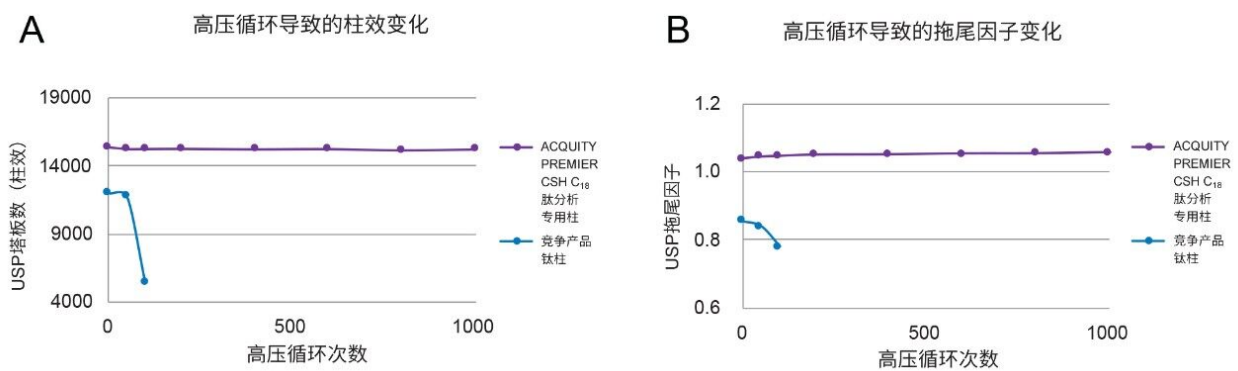 A
高压循环导致的柱效变化
19000
14000
9000
4000
USP塔板数（柱效）
0
500
1000
高压循环次数
ACQUITY
PREMIER
CSH C₁₈
肽分析
专用柱
竞争产品
钛柱
B
高压循环导致的拖尾因子变化
1.2
1.0
0.8
0.6
USP拖尾因子
0
500
1000
高压循环次数
ACQUITY
PREMIER
CSH C₁₈
肽分析
专用柱
竞争产品
钛柱